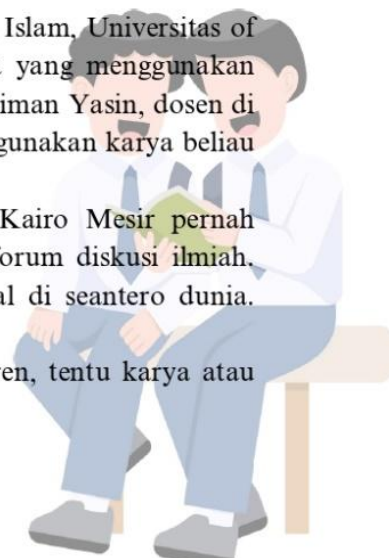 Islam, Universitas of
yang menggunakan
iman Yasin, dosen di
gunakan karya beliau
Kairo Mesir pernah
forum diskusi ilmiah.
al di seantero dunia.
ren, tentu karya atau